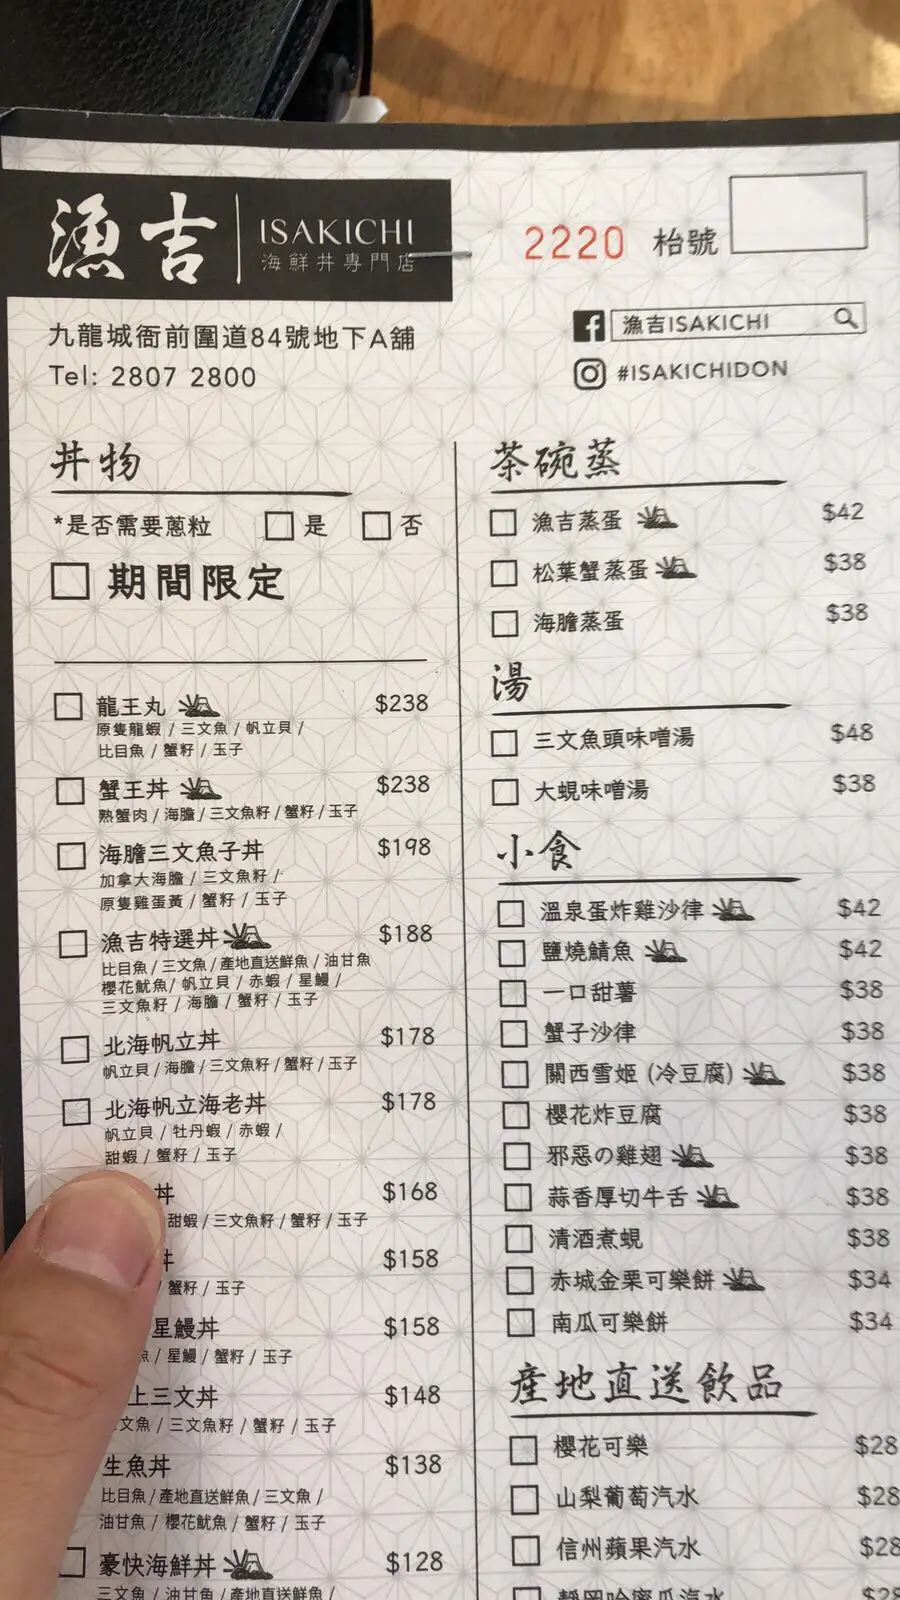 漁吉
ISAKICHI
海鮮丼專門店
2220 枱號
九龍城衙前圍道84號地下A舖
Tel: 2807 2800
漁吉ISAKICHI
#ISAKICHIDON
丼物
*是否需要蔥粒 是 否
期間限定
龍王丸 $238
原隻龍蝦 / 三文魚 / 帆立貝 /
比目魚 / 蟹籽 / 玉子
蟹王丼 $238
熟蟹肉 / 海膽 / 三文魚籽 / 蟹籽 / 玉子
海膽三文魚子丼 $198
加拿大海膽 / 三文魚籽 /
原隻雞蛋黃 / 蟹籽 / 玉子
漁吉特選丼 $188
比目魚 / 三文魚 / 產地直送鮮魚 / 油甘魚
櫻花魷魚 / 帆立貝 / 赤蝦 / 星鰻 /
三文魚籽 / 海膽 / 蟹籽 / 玉子
北海帆立丼 $178
帆立貝 / 海膽 / 三文魚籽 / 蟹籽 / 玉子
北海帆立海老丼 $178
帆立貝 / 牡丹蝦 / 赤蝦 /
甜蝦 / 蟹籽 / 玉子
丼 $168
甜蝦 / 三文魚籽 / 蟹籽 / 玉子
丼 $158
蟹籽 / 玉子
星鰻丼 $158
/ 星鰻 / 蟹籽 / 玉子
上三文丼 $148
文魚 / 三文魚籽 / 蟹籽 / 玉子
生魚丼 $138
比目魚 / 產地直送鮮魚 / 三文魚 /
油甘魚 / 櫻花魷魚 / 蟹籽 / 玉子
豪快海鮮丼 $128
三文魚 / 油甘魚 / 產地直送鮮魚 /
茶碗蒸
漁吉蒸蛋 $42
松葉蟹蒸蛋 $38
海膽蒸蛋 $38
湯
三文魚頭味噌湯 $48
大蜆味噌湯 $38
小食
溫泉蛋炸雞沙律 $42
鹽燒鯖魚 $42
一口甜薯 $38
蟹子沙律 $38
關西雪姬 (冷豆腐) $38
櫻花炸豆腐 $38
邪惡の雞翅 $38
蒜香厚切牛舌 $38
清酒煮蜆 $38
赤城金栗可樂餅 $34
南瓜可樂餅 $34
産地直送飲品
櫻花可樂 $28
山梨葡萄汽水 $28
信州蘋果汽水 $28
靜岡哈蜜瓜汽水 $28